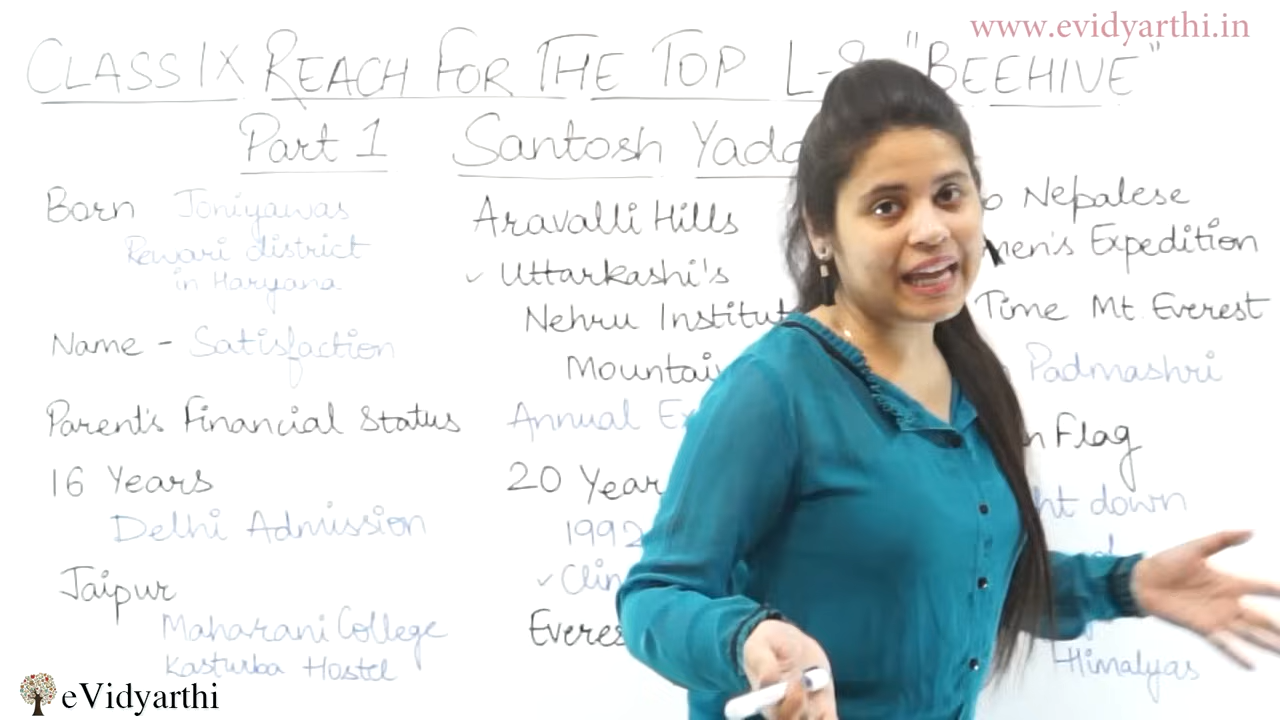 www.evidyarthi.in
CLASS IX REACH FOR THE TOP L-8 "BEEHIVE"
Part 1 Santosh Yada
Born Joniyawas
Rewari district
in Haryana
Name - Satisfaction
Parent's Financial Status
16 Years
Delhi Admission
Jaipur
Maharani College
Kasturba Hostel
Aravalli Hills
✓ Uttarkashi's
Nehru Institut
Mountai
Annual Ex
20 Year
1992
✓ Clim
Everes
o Nepalese
men's Expedition
Time Mt. Everest
Padmashri
n Flag
ht down
Himalyas
eVidyarthi